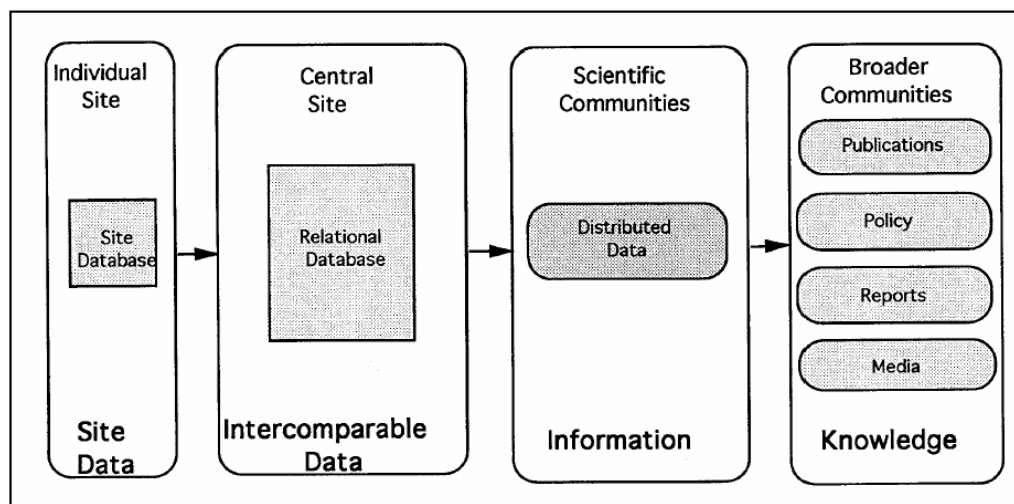 Individual
Site
Site
Database
Site
Data
Central
Site
Relational
Database
Intercomparable
Data
Scientific
Communities
Distributed
Data
Information
Broader
Communities
Publications
Policy
Reports
Media
Knowledge